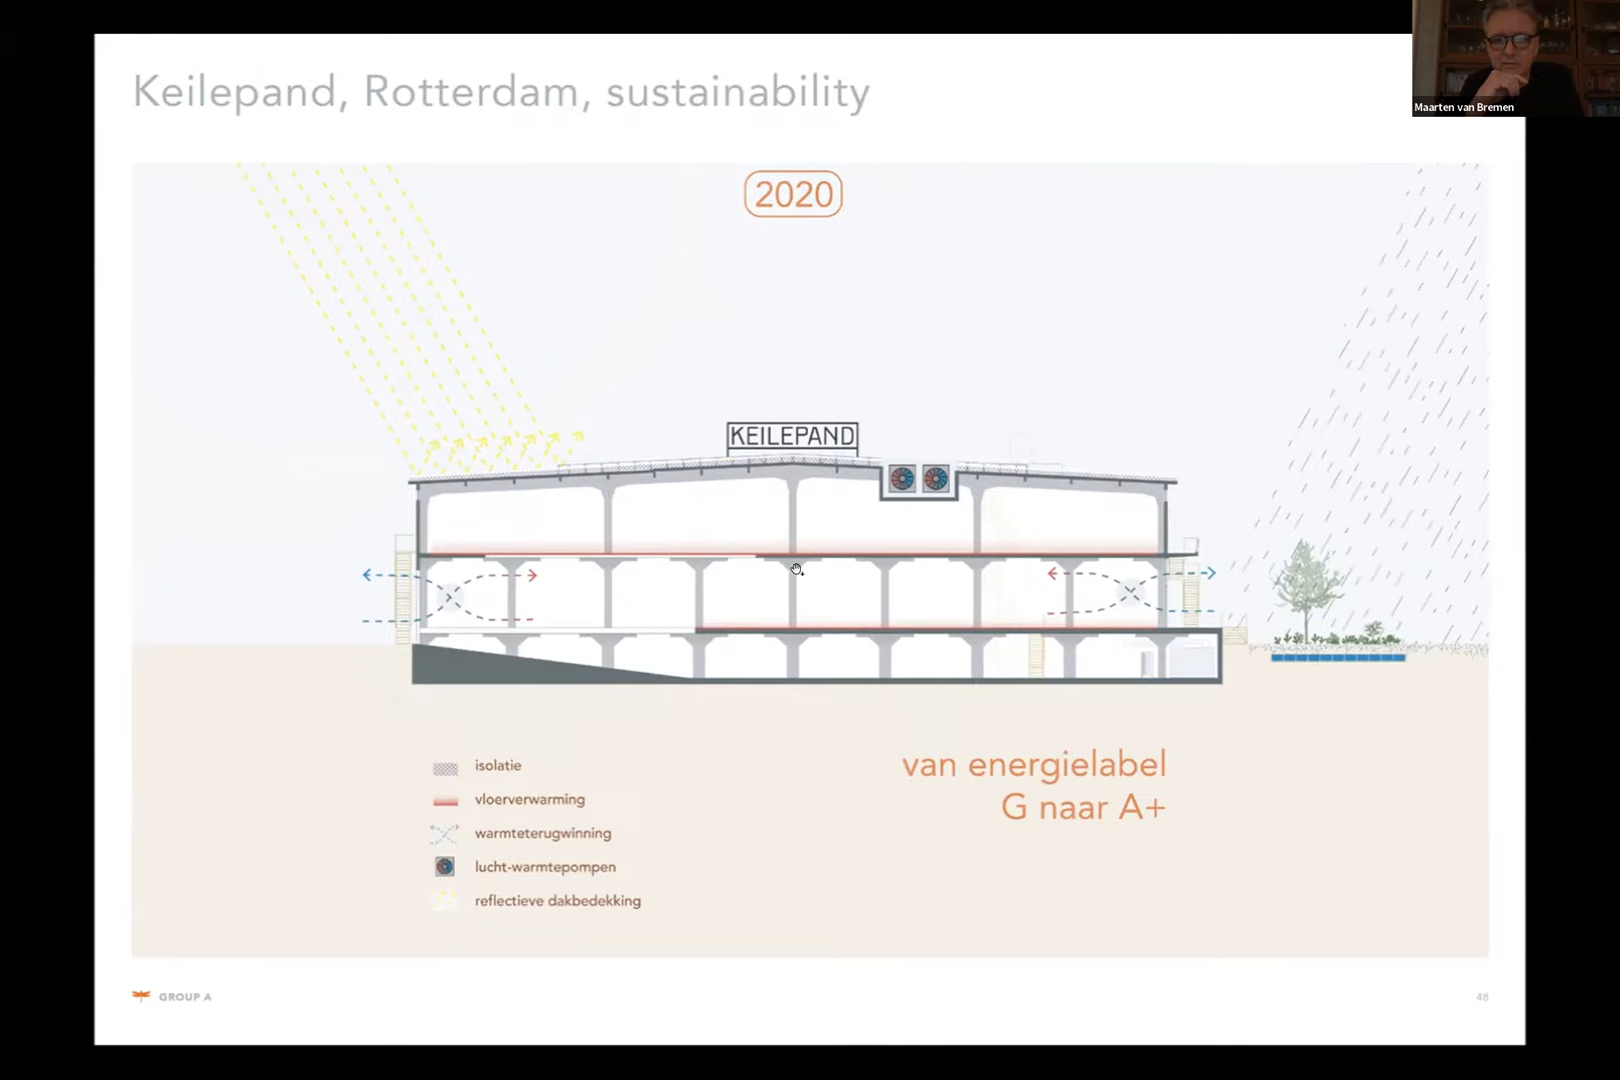 Keilepand, Rotterdam, sustainability
Maarten van Bremen
2020
KEILEPAND
isolatie
vloerverwarming
warmteterugwinning
lucht-warmtepompen
reflectieve dakbedekking
van energielabel
G naar A+
GROUP A
48